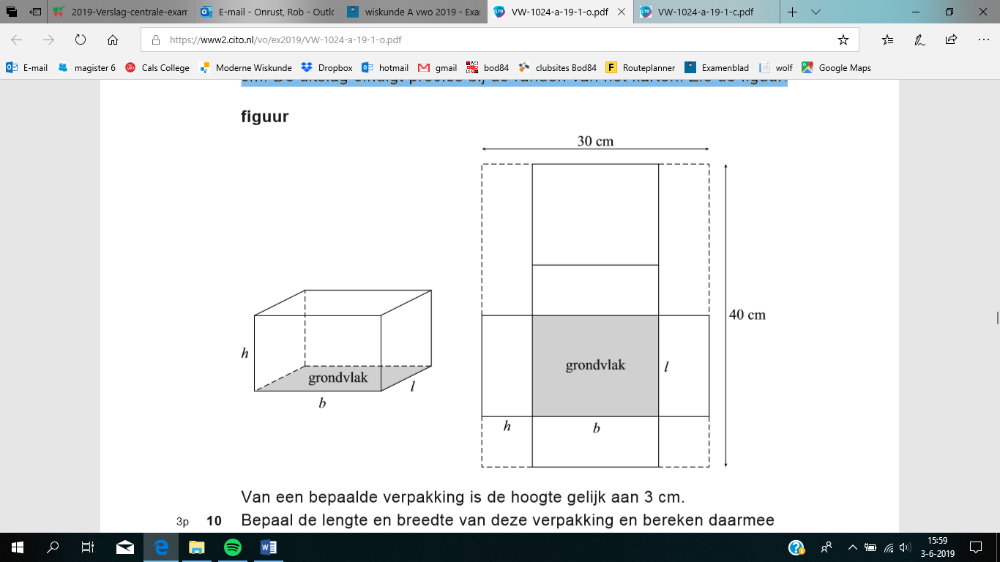 2019-Verslag-centrale-exam
E-mail - Onrust, Rob - Outlo
wiskunde A vwo 2019 - Exa
VW-1024-a-19-1-o.pdf
VW-1024-a-19-1-c.pdf
https://www2.cito.nl/vo/ex2019/VW-1024-a-19-1-o.pdf
E-mail
magister 6
Cals College
Moderne Wiskunde
Dropbox
hotmail
gmail
bod84
clubsites Bod84
Routeplanner
Examenblad
wolf
Google Maps
cm. De uitslag eindigt precies bij de randen van het karton. Zie de figuur.
figuur
30 cm
40 cm
h
grondvlak
b
l
grondvlak
l
h
b
Van een bepaalde verpakking is de hoogte gelijk aan 3 cm.
3p 10 Bepaal de lengte en breedte van deze verpakking en bereken daarmee
15:59
3-6-2019